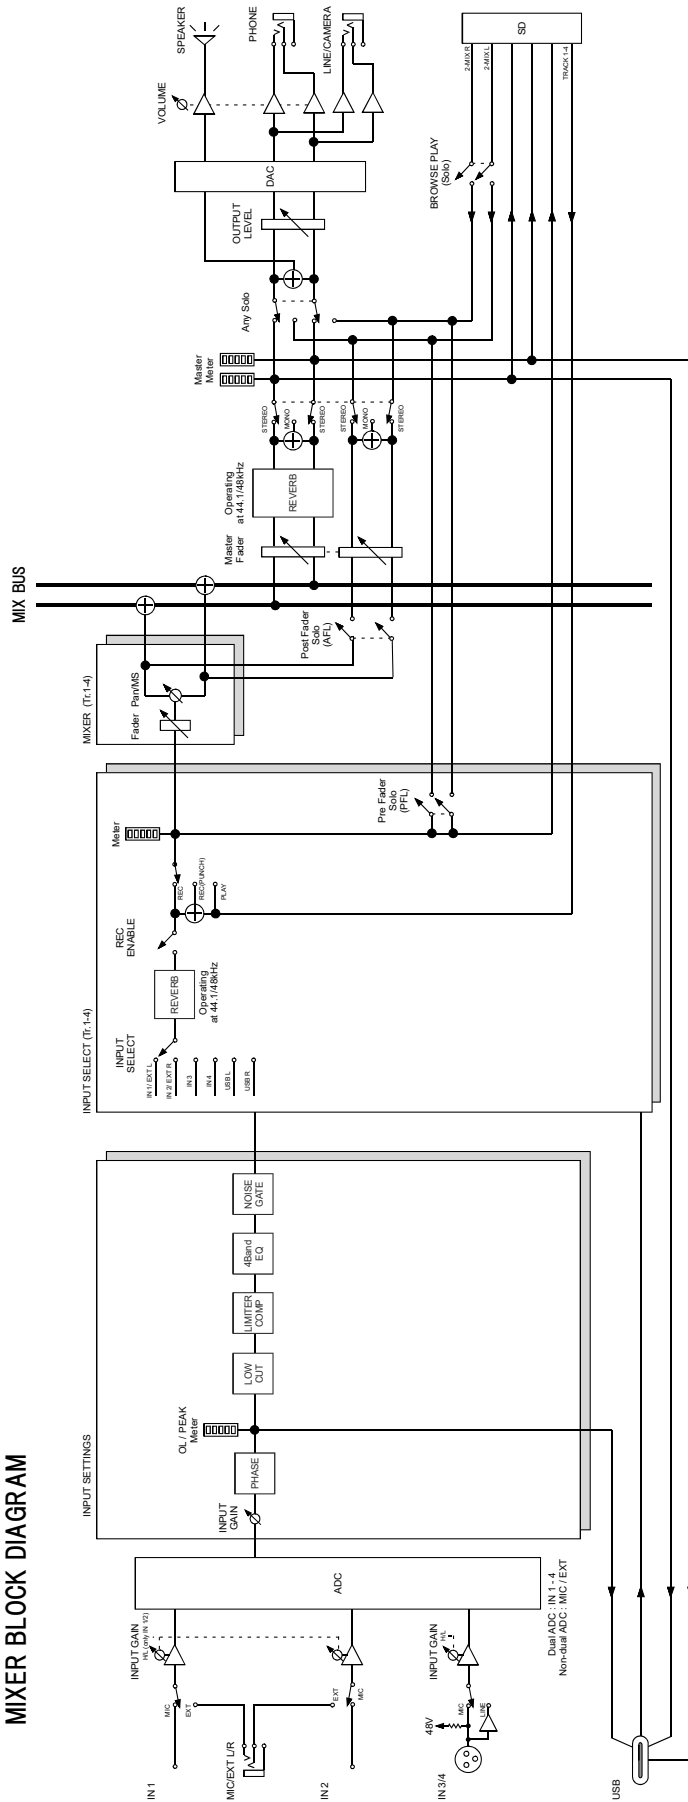 MIXER BLOCK DIAGRAM
IN 1
MIC/EXT L/R
IN 2
IN 3/4
USB
MIC
EXT
EXT
MIC
48V
MIC
LINE
INPUT GAIN
H/L (only IN 1/2)
INPUT GAIN
H/L
ADC
Dual ADC : IN 1 - 4
Non-dual ADC : MIC / EXT
INPUT SETTINGS
INPUT
GAIN
PHASE
OL / PEAK
Meter
LOW
CUT
LIMITER
COMP
4Band
EQ
NOISE
GATE
INPUT SELECT (Tr.1-4)
IN 1/ EXT L
IN 2/ EXT R
IN 3
IN 4
USB L
USB R
INPUT
SELECT
REVERB
Operating
at 44.1/48kHz
REC
ENABLE
REC
REC(PUNCH)
PLAY
Meter
Pre Fader
Solo
(PFL)
MIXER (Tr.1-4)
Fader
Pan/MS
MIX BUS
Post Fader
Solo
(AFL)
Master
Fader
REVERB
Operating
at 44.1/48kHz
STEREO
MONO
STEREO
STEREO
MONO
STEREO
Master
Meter
Any Solo
OUTPUT
LEVEL
DAC
VOLUME
SPEAKER
PHONE
LINE/CAMERA
BROWSE PLAY
(Solo)
2-MIX R
2-MIX L
TRACK 1-4
SD